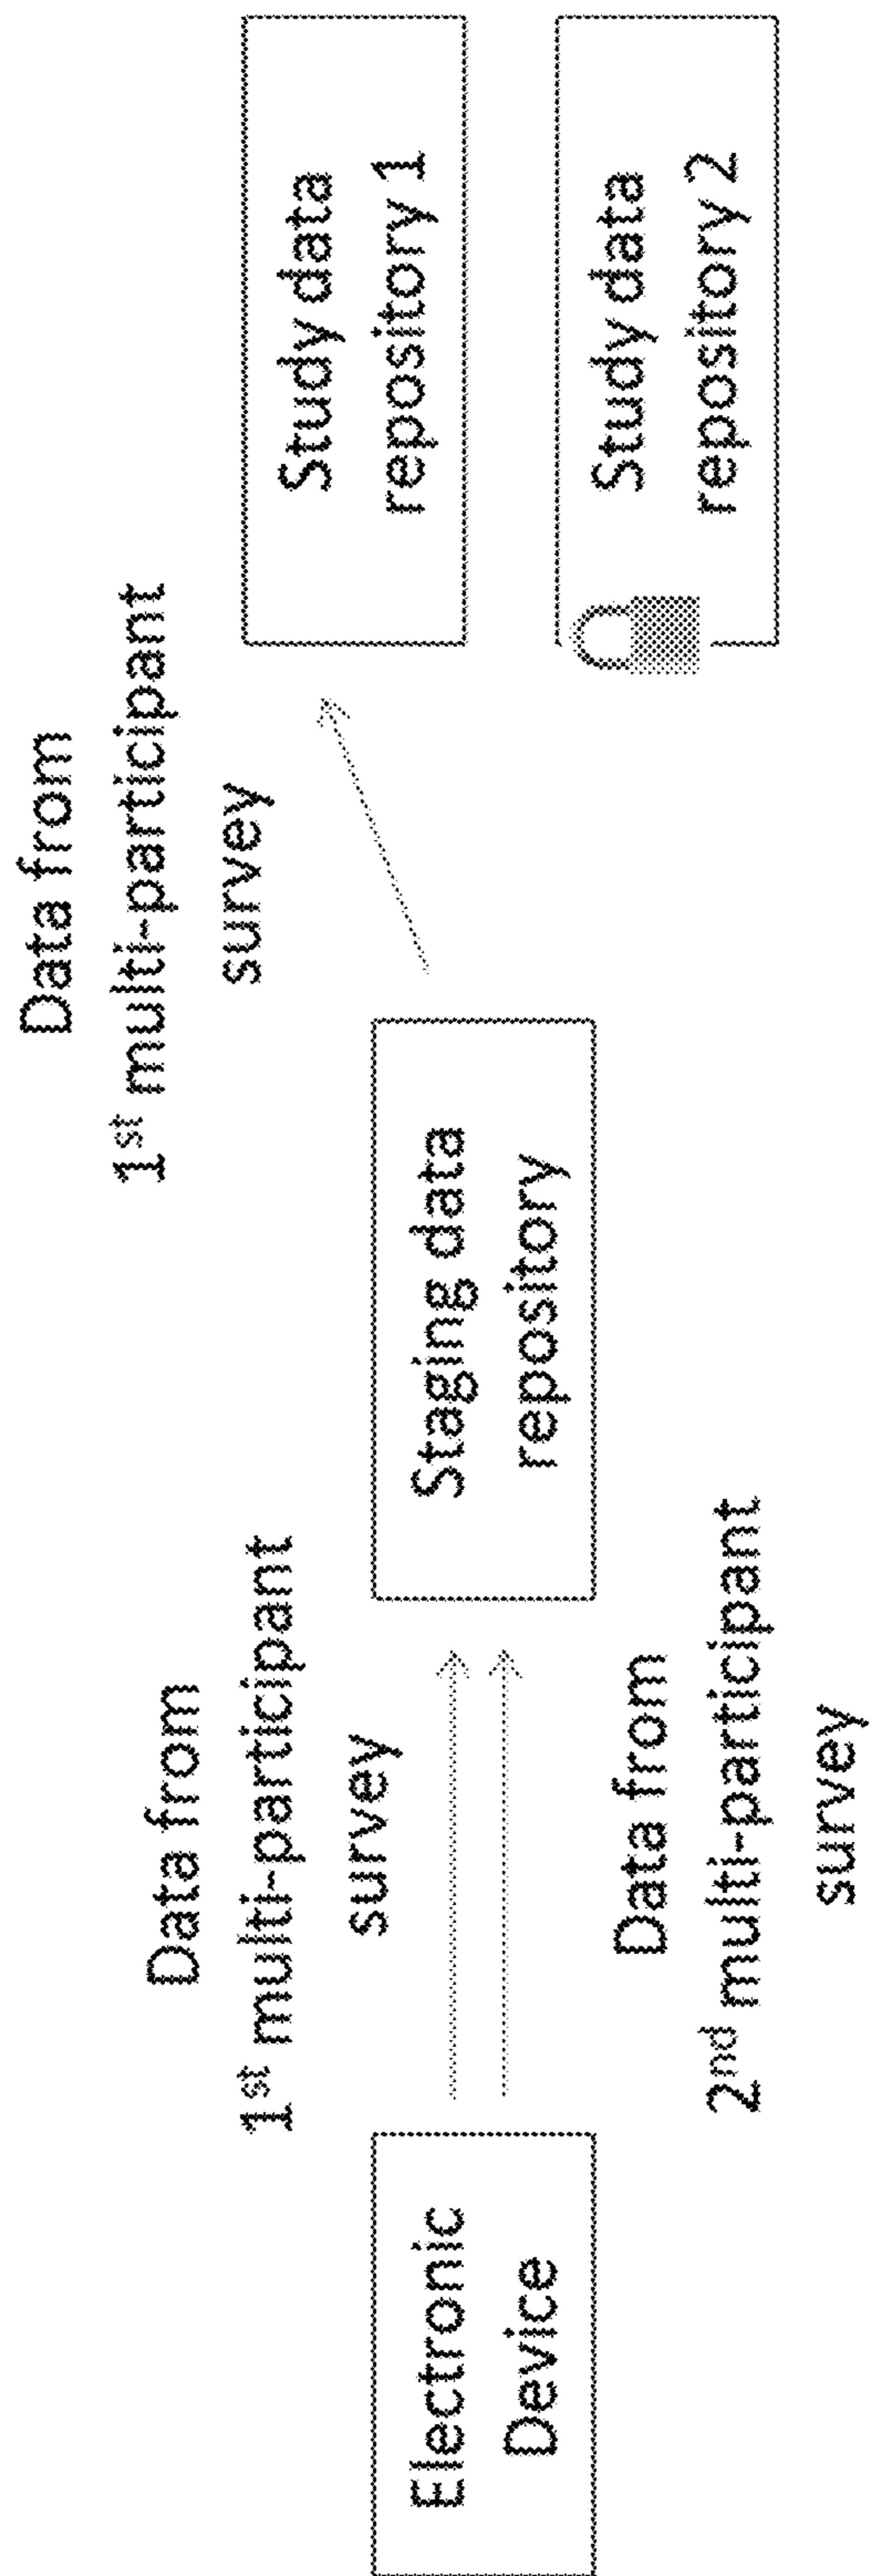 Electronic
Device
Data from
1st multi-participant
survey
Data from
2nd multi-participant
survey
Staging data
repository
Data from
1st multi-participant
survey
Study data
repository 1
Study data
repository 2